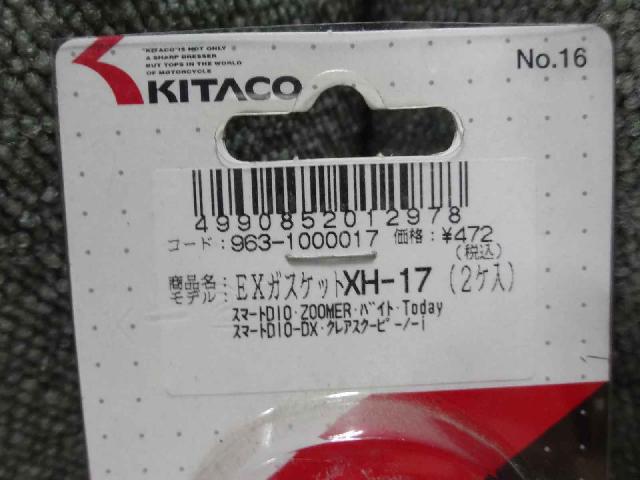 "KITACO" IS NOT ONLY
A SHARP DRESSER
BUT TOPS IN THE WORLD
OF MOTORCYCLE
KITACO
No.16
4990852012978
コード: 963-1000017 価格: ¥472
(税込)
商品名: EXガスケットXH-17 (2ケ入)
モデル:
スマートDIO・ZOOMER・バイト・Today
スマートDIO-DX・クレアスクーピー/-i